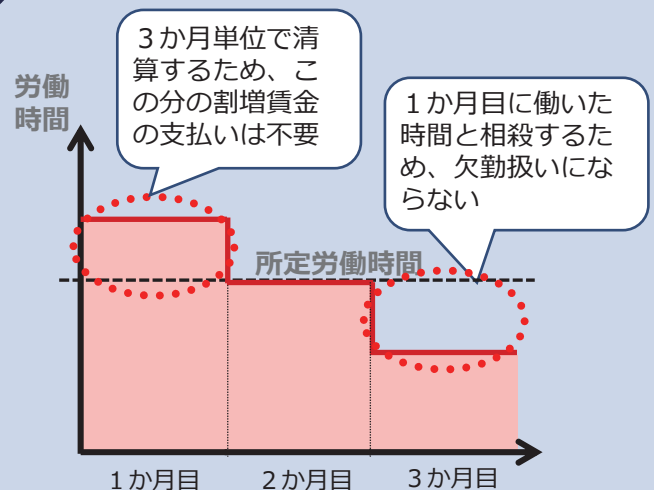 ３か月単位で清
算するため、こ
の分の割増賃金
の支払いは不要
労働
時間
１か月目に働いた
時間と相殺するた
め、欠勤扱いにな
らない
所定労働時間
１か月目
２か月目
３か月目